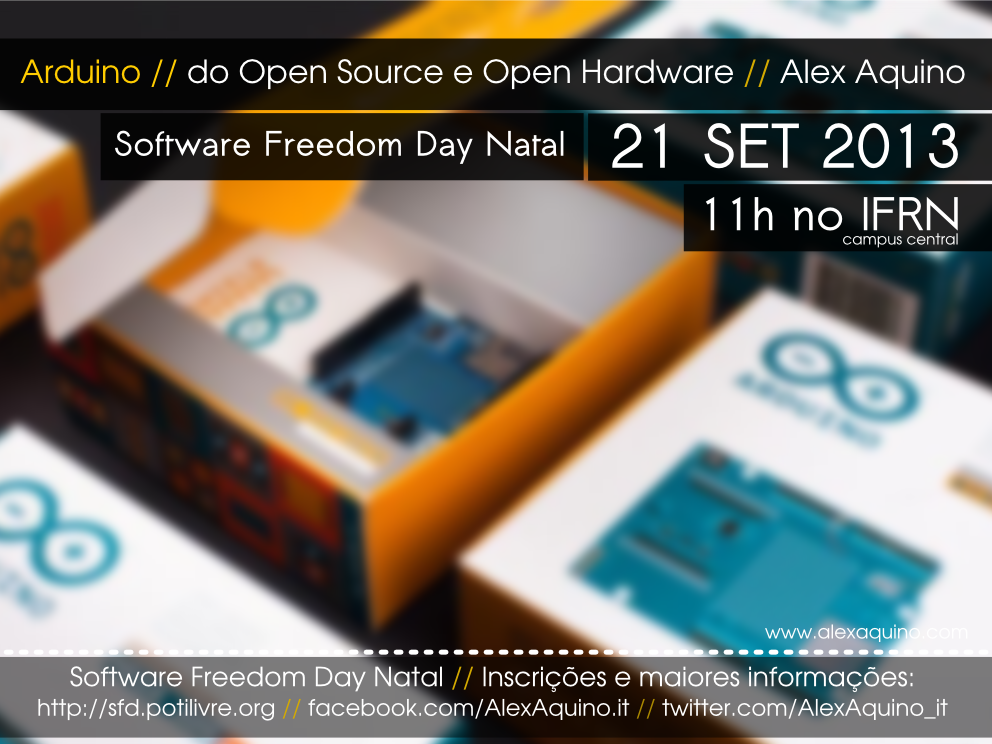 Arduino // do Open Source e Open Hardware // Alex Aquino
Software Freedom Day Natal
21 SET 2013
11h no IFRN
campus central
ARDUINO
www.alexaquino.com
Software Freedom Day Natal // Inscrições e maiores informações:
http://sfd.potilivre.org // facebook.com/AlexAquino.it // twitter.com/AlexAquino_it